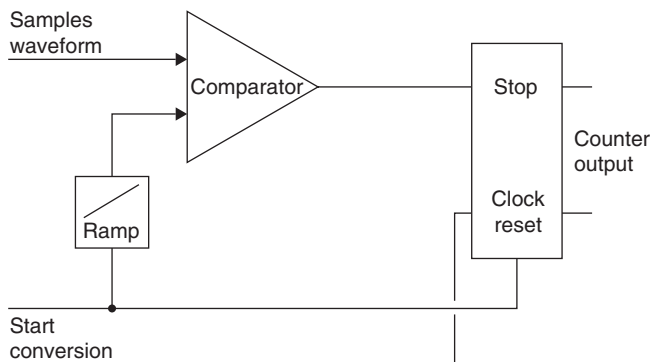 Samples
waveform
Comparator
Stop
Counter
output
Clock
reset
Ramp
Start
conversion